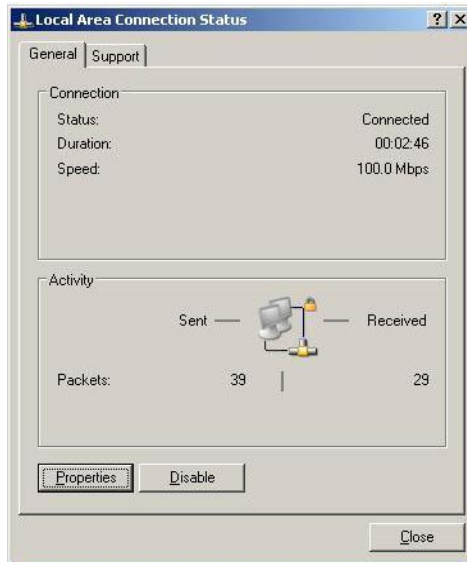 Local Area Connection Status ? X
General Support
Connection
Status: Connected
Duration: 00:02:46
Speed: 100.0 Mbps
Activity
Sent — — Received
Packets: 39 | 29
Properties Disable
Close